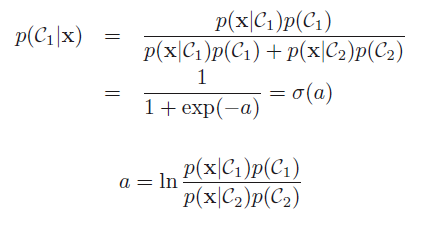 p(𝒞₁|𝐱) = p(𝐱|𝒞₁)p(𝒞₁) / p(𝐱|𝒞₁)p(𝒞₁) + p(𝐱|𝒞₂)p(𝒞₂)
= 1 / 1 + exp(−a) = σ(a)
a = ln p(𝐱|𝒞₁)p(𝒞₁) / p(𝐱|𝒞₂)p(𝒞₂)